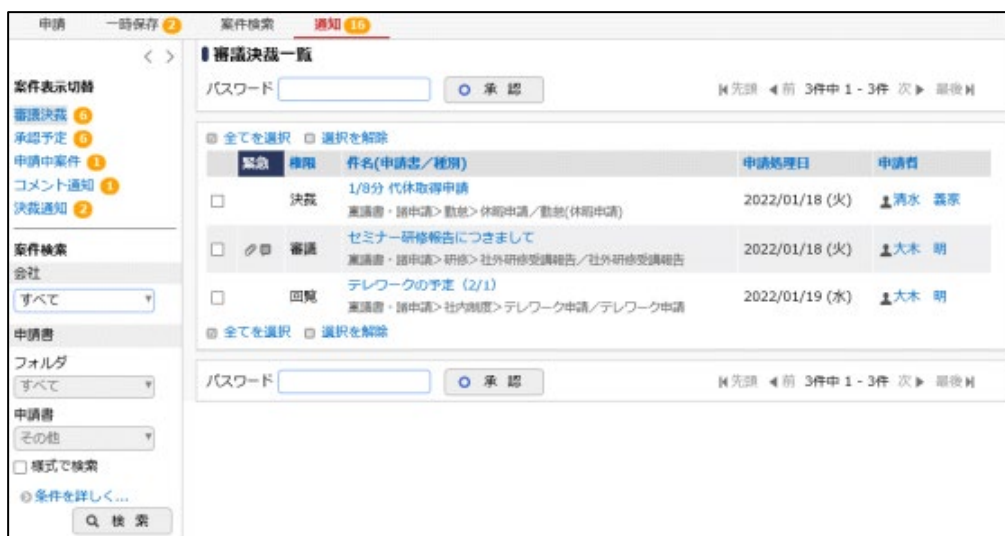 申請 一時保存 2 案件検索 通知 16
審議決裁一覧
パスワード 承認 先頭 前 3件中 1 - 3件 次 最後
案件表示切替
審議決裁 6
承認予定 6
申請中案件 1
コメント通知 1
決裁通知 2
案件検索
会社
すべて
申請書
フォルダ
すべて
申請書
その他
様式で検索
条件を詳しく...
検索
全てを選択 選択を解除
緊急 権限 件名(申請書/種別) 申請処理日 申請者
決裁 1/8分 代休取得申請 2022/01/18 (火) 清水 義家
稟議書・諸申請> 勤怠> 休暇申請/勤怠(休暇申請)
審議 セミナー研修報告につきまして 2022/01/18 (火) 大木 明
稟議書・諸申請> 研修> 社外研修受講報告/社外研修受講報告
回覧 テレワークの予定 (2/1) 2022/01/19 (水) 大木 明
稟議書・諸申請> 社内制度> テレワーク申請/テレワーク申請
全てを選択 選択を解除
パスワード 承認 先頭 前 3件中 1 - 3件 次 最後